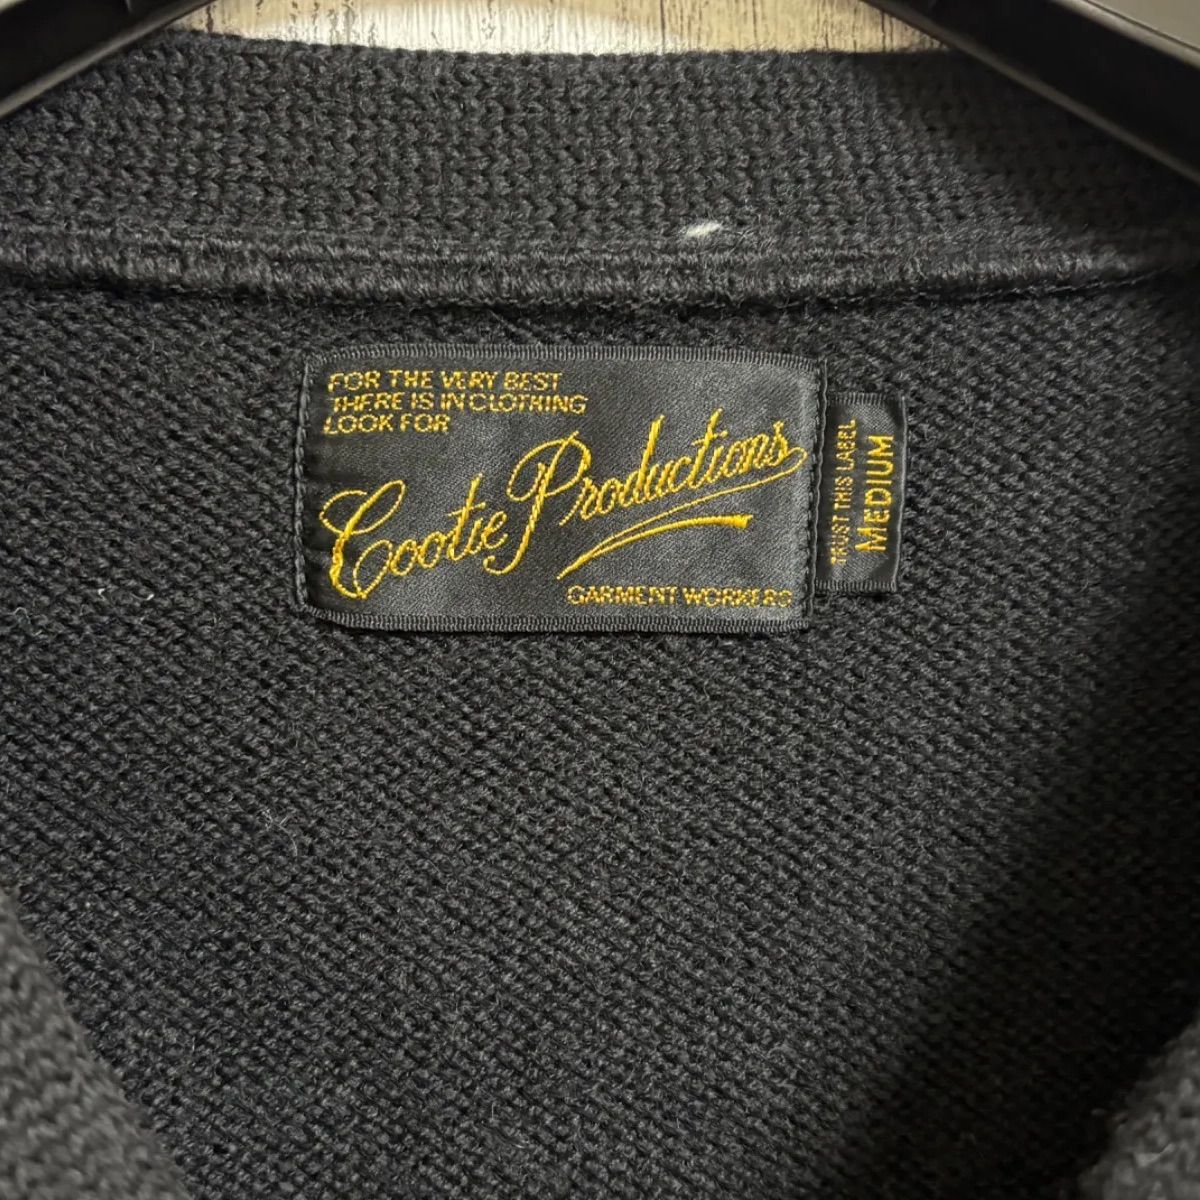 FOR THE VERY BEST
THERE IS IN CLOTHING
LOOK FOR
Cootie Productions
GARMENT WORKERS
TRUST THIS LABEL
MEDIUM